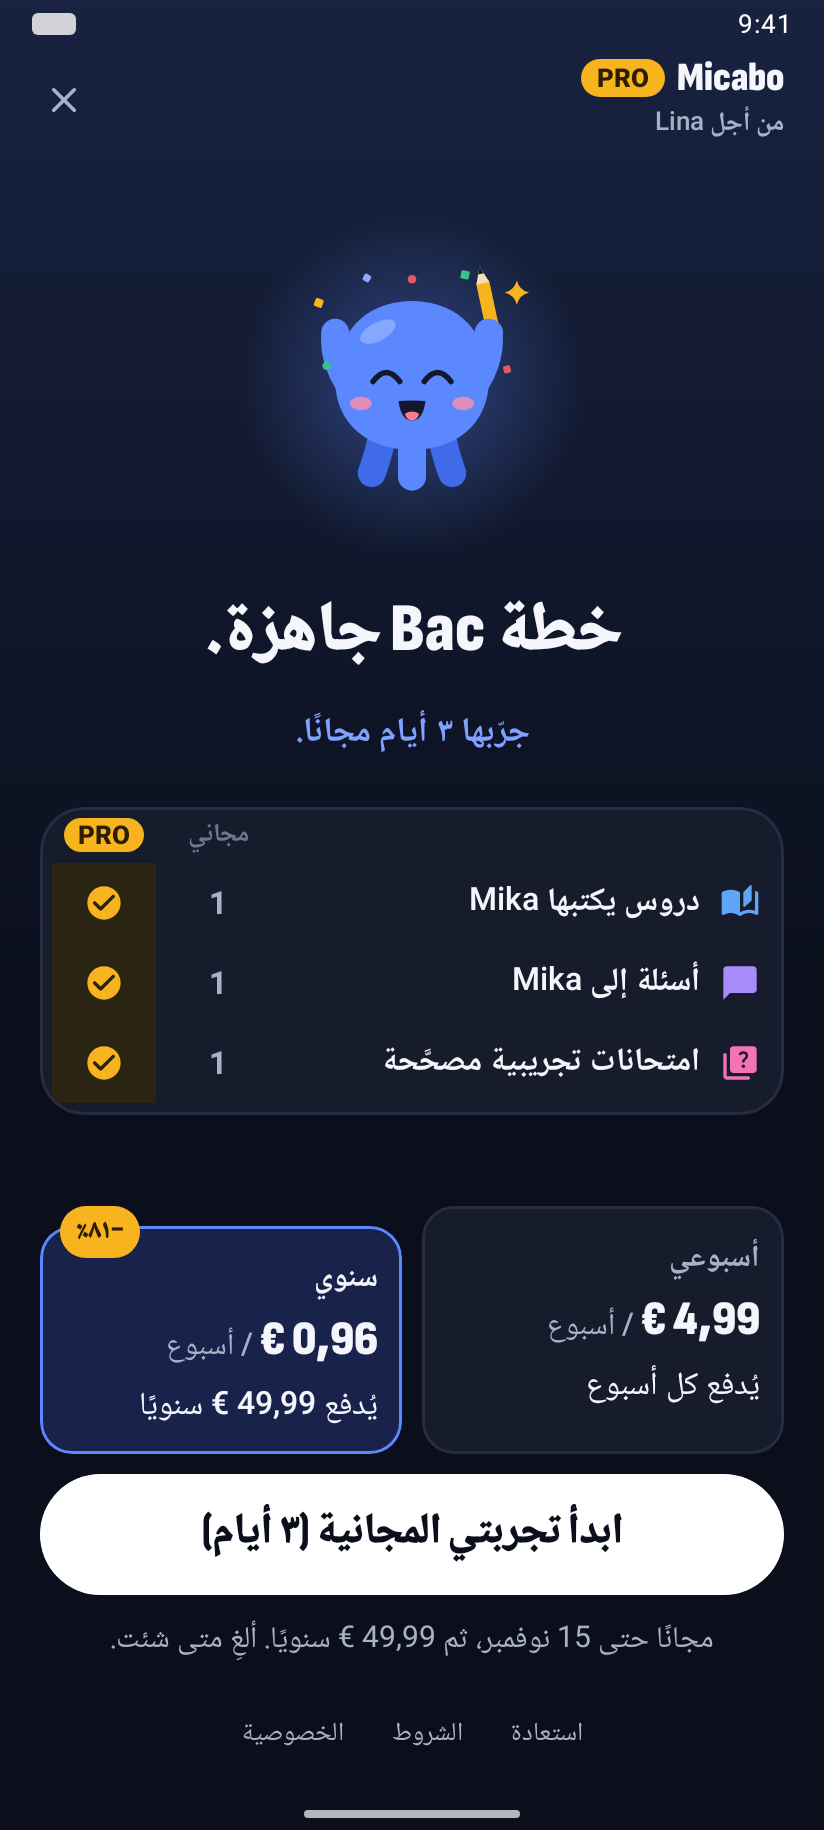 9:41
Micabo PRO
من أجل Lina
خطة Bac جاهزة.
جرّبها ٣ أيام مجانًا.
مجاني PRO
دروس يكتبها Mika 1
أسئلة إلى Mika 1
? امتحانات تجريبية مصحَّحة 1
أسبوعي
4,99 € / أسبوع
يُدفع كل أسبوع
−٨١٪
سنوي
0,96 € / أسبوع
يُدفع 49,99 € سنويًا
ابدأ تجربتي المجانية (٣ أيام)
مجانًا حتى 15 نوفمبر، ثم 49,99 € سنويًا. ألغِ متى شئت.
استعادة الشروط الخصوصية